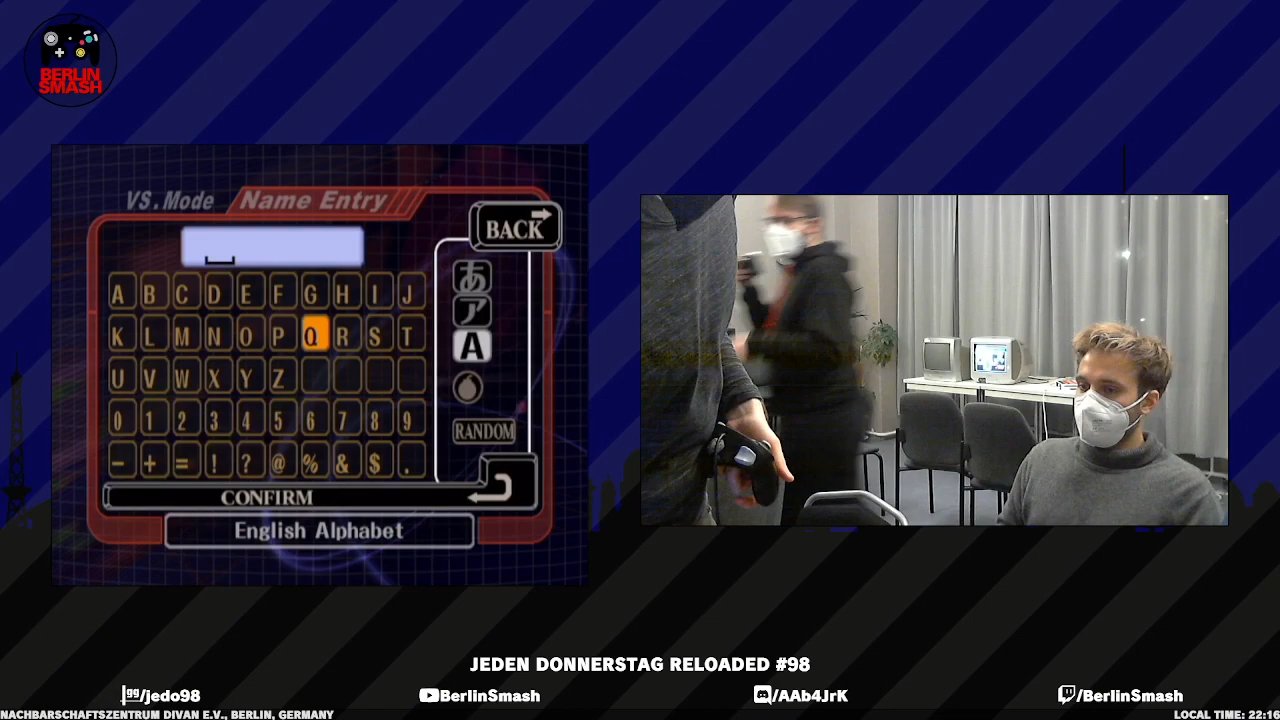 BERLIN
SMASH
VS. Mode
Name Entry
BACK
A B C D E F G H I J
K L M N O P Q R S T
U V W X Y Z
0 1 2 3 4 5 6 7 8 9
- + = ! ? @ % & $ .
あ
ア
A
RANDOM
CONFIRM
English Alphabet
JEDEN DONNERSTAG RELOADED #98
gg/jedo98
BerlinSmash
/AAb4JrK
/BerlinSmash
NACHBARSCHAFTSZENTRUM DIVAN E.V., BERLIN, GERMANY
LOCAL TIME: 22:16